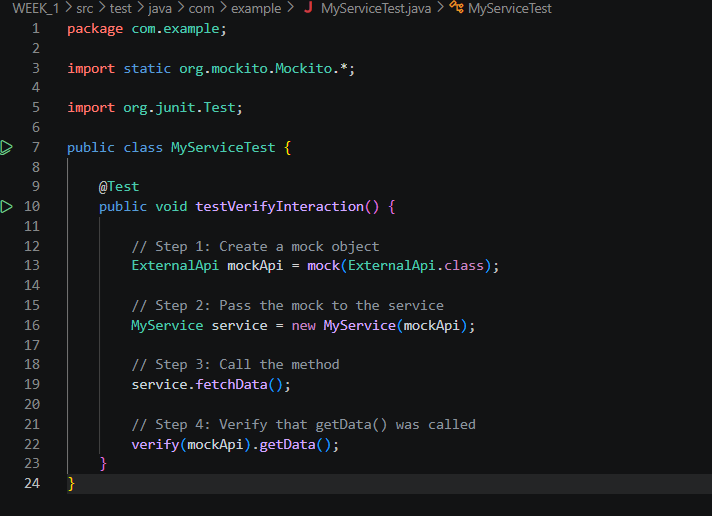 WEEK_1 > src > test > java > com > example > J MyServiceTest.java > MyServiceTest
1 package com.example;
2
3 import static org.mockito.Mockito.*;
4
5 import org.junit.Test;
6
7 public class MyServiceTest {
8
9 @Test
10 public void testVerifyInteraction() {
11
12 // Step 1: Create a mock object
13 ExternalApi mockApi = mock(ExternalApi.class);
14
15 // Step 2: Pass the mock to the service
16 MyService service = new MyService(mockApi);
17
18 // Step 3: Call the method
19 service.fetchData();
20
21 // Step 4: Verify that getData() was called
22 verify(mockApi).getData();
23 }
24 }